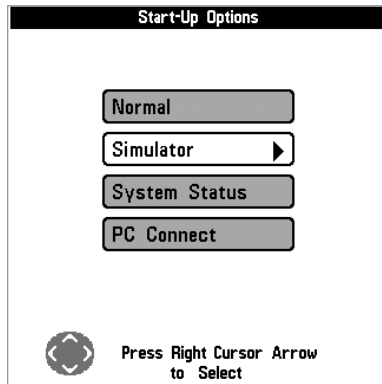 Start-Up Options
Normal
Simulator
System Status
PC Connect
Press Right Cursor Arrow
to Select